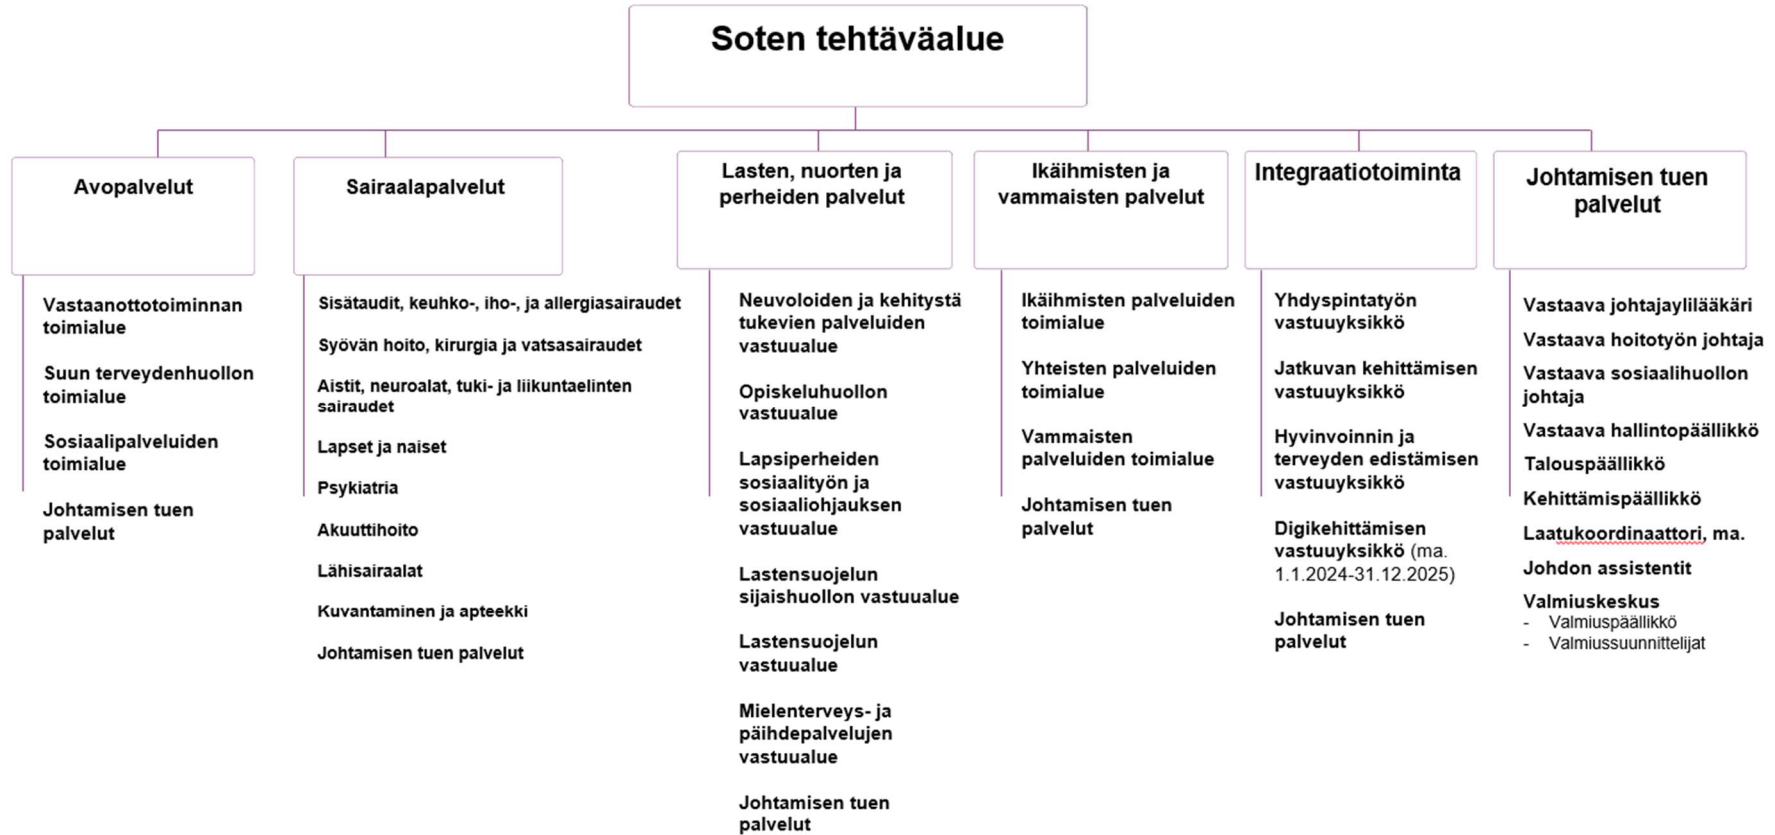 Soten tehtäväalue
Avopalvelut
Vastaanottotoiminnan
toimialue
Suun terveydenhuollon
toimialue
Sosiaalipalveluiden
toimialue
Johtamisen tuen
palvelut
Sairaalapalvelut
Sisätaudit, keuhko-, iho-, ja allergiasairaudet
Syövän hoito, kirurgia ja vatsasairaudet
Aistit, neuroalat, tuki- ja liikuntaelinten
sairaudet
Lapset ja naiset
Psykiatria
Akuuttihoito
Lähisairaalat
Kuvantaminen ja apteekki
Johtamisen tuen palvelut
Lasten, nuorten ja
perheiden palvelut
Neuvoloiden ja kehitystä
tukevien palveluiden
vastuualue
Opiskeluhuollon
vastuualue
Lapsiperheiden
sosiaalityön ja
sosiaaliohjauksen
vastuualue
Lastensuojelun
sijaishuollon vastuualue
Lastensuojelun
vastuualue
Mielenterveys- ja
päihdepalvelujen
vastuualue
Johtamisen tuen
palvelut
Ikäihmisten ja
vammaisten palvelut
Ikäihmisten palveluiden
toimialue
Yhteisten palveluiden
toimialue
Vammaisten
palveluiden toimialue
Johtamisen tuen
palvelut
Integraatiotoiminta
Yhdyspintatyön
vastuuyksikkö
Jatkuvan kehittämisen
vastuuyksikkö
Hyvinvoinnin ja
terveyden edistämisen
vastuuyksikkö
Digikehittämisen
vastuuyksikkö (ma.
1.1.2024-31.12.2025)
Johtamisen tuen
palvelut
Johtamisen tuen
palvelut
Vastaava johtajaylilääkäri
Vastaava hoitotyön johtaja
Vastaava sosiaalihuollon
johtaja
Vastaava hallintopäällikkö
Talouspäällikkö
Kehittämispäällikkö
Laatukoordinaattori, ma.
Johdon assistentit
Valmiuskeskus
- Valmiuspäällikkö
- Valmiussuunnittelijat